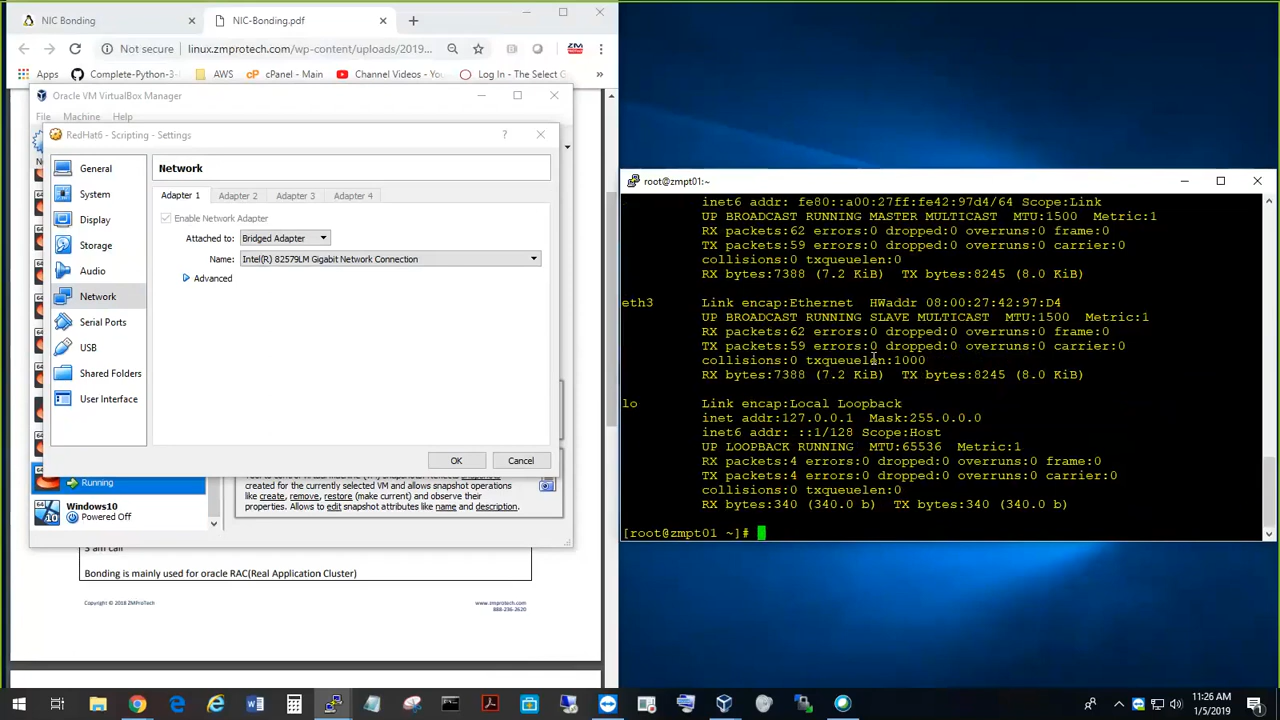 NIC Bonding
NIC-Bonding.pdf
Not secure
linux.zmprotech.com/wp-content/uploads/2019...
Apps
Complete-Python-3-
AWS
cPanel - Main
Channel Videos - Yo
Log In - The Select G
»
Oracle VM VirtualBox Manager
File Machine Help
RedHat6 - Scripting - Settings
General
System
Display
Storage
Audio
Network
Serial Ports
USB
Shared Folders
User Interface
Network
Adapter 1 Adapter 2 Adapter 3 Adapter 4
Enable Network Adapter
Attached to: Bridged Adapter
Name: Intel(R) 82579LM Gigabit Network Connection
Advanced
OK Cancel
Running
Windows10
Powered Off
created for the currently selected VM and allows snapshot operations
like create, remove, restore (make current) and observe their
properties. Allows to edit snapshot attributes like name and description.
Bonding is mainly used for oracle RAC(Real Application Cluster)
Copyright © 2018 ZMProTech
www.zmprotech.com
888-236-2620
root@zmpt01:~
inet6 addr: fe80::a00:27ff:fe42:97d4/64 Scope:Link
UP BROADCAST RUNNING MASTER MULTICAST MTU:1500 Metric:1
RX packets:62 errors:0 dropped:0 overruns:0 frame:0
TX packets:59 errors:0 dropped:0 overruns:0 carrier:0
collisions:0 txqueuelen:0
RX bytes:7388 (7.2 KiB) TX bytes:8245 (8.0 KiB)
eth3 Link encap:Ethernet HWaddr 08:00:27:42:97:D4
UP BROADCAST RUNNING SLAVE MULTICAST MTU:1500 Metric:1
RX packets:62 errors:0 dropped:0 overruns:0 frame:0
TX packets:59 errors:0 dropped:0 overruns:0 carrier:0
collisions:0 txqueuelen:1000
RX bytes:7388 (7.2 KiB) TX bytes:8245 (8.0 KiB)
lo Link encap:Local Loopback
inet addr:127.0.0.1 Mask:255.0.0.0
inet6 addr: ::1/128 Scope:Host
UP LOOPBACK RUNNING MTU:65536 Metric:1
RX packets:4 errors:0 dropped:0 overruns:0 frame:0
TX packets:4 errors:0 dropped:0 overruns:0 carrier:0
collisions:0 txqueuelen:0
RX bytes:340 (340.0 b) TX bytes:340 (340.0 b)
[root@zmpt01 ~]#
11:26 AM
1/5/2019